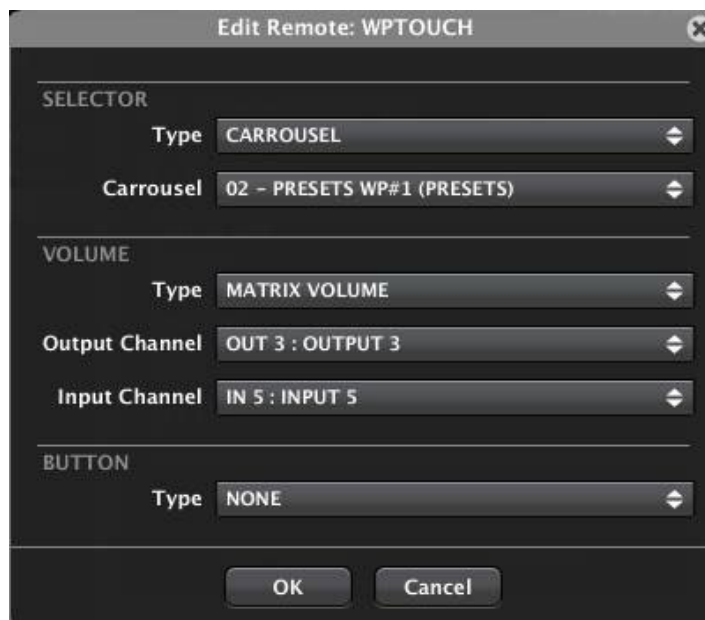 Edit Remote: WPTOUCH
SELECTOR
Type CARROUSEL
Carrousel 02 - PRESETS WP#1 (PRESETS)
VOLUME
Type MATRIX VOLUME
Output Channel OUT 3 : OUTPUT 3
Input Channel IN 5 : INPUT 5
BUTTON
Type NONE
OK Cancel